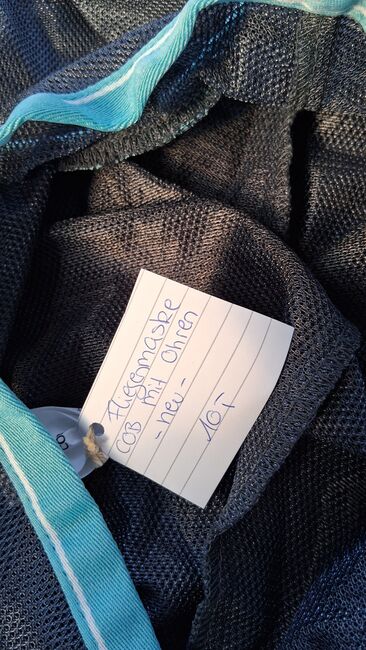 Fliegenmaske
COB mit Ohren
- neu -
10,-